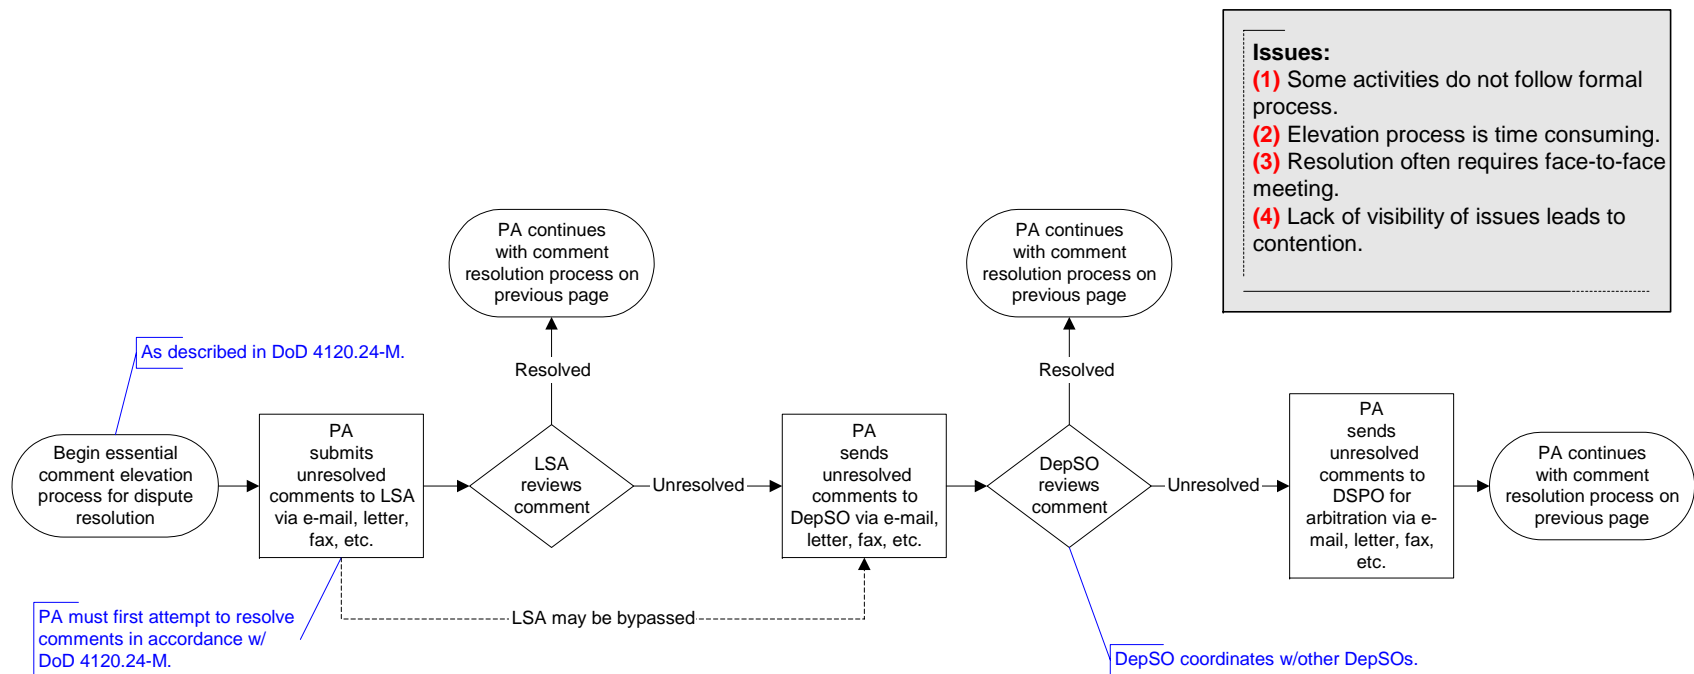 Issues:
(1) Some activities do not follow formal
process.
(2) Elevation process is time consuming.
(3) Resolution often requires face-to-face
meeting.
(4) Lack of visibility of issues leads to
contention.
PA continues
with comment
resolution process on
previous page
PA continues
with comment
resolution process on
previous page
As described in DoD 4120.24-M.
Resolved
Resolved
Begin essential
comment elevation
process for dispute
resolution
PA
submits
unresolved
comments to LSA
via e-mail, letter,
fax, etc.
LSA
reviews
comment
Unresolved
PA
sends
unresolved
comments to
DepSO via e-mail,
letter, fax, etc.
DepSO
reviews
comment
Unresolved
PA
sends
unresolved
comments to
DSPO for
arbitration via e-
mail, letter, fax,
etc.
PA continues
with comment
resolution process on
previous page
LSA may be bypassed
PA must first attempt to resolve
comments in accordance w/
DoD 4120.24-M.
DepSO coordinates w/other DepSOs.